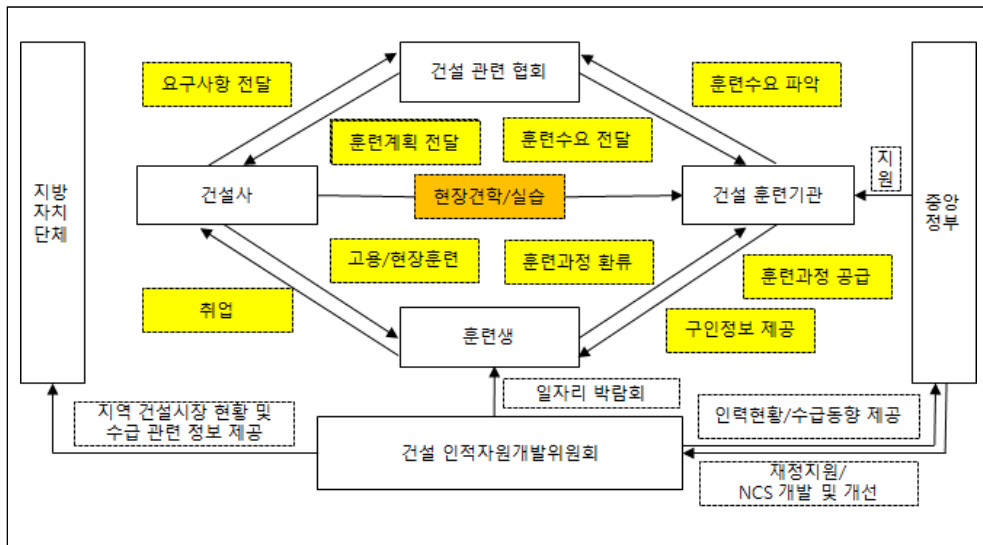 건설 관련 협회
요구사항 전달
훈련수요 파악
훈련계획 전달
훈련수요 전달
지
원
지방
자치
단체
건설사
현장견학/실습
건설 훈련기관
중앙
정부
고용/현장훈련
훈련과정 환류
훈련과정 공급
취업
훈련생
구인정보 제공
일자리 박람회
지역 건설시장 현황 및
수급 관련 정보 제공
인력현황/수급동향 제공
건설 인적자원개발위원회
재정지원/
NCS 개발 및 개선